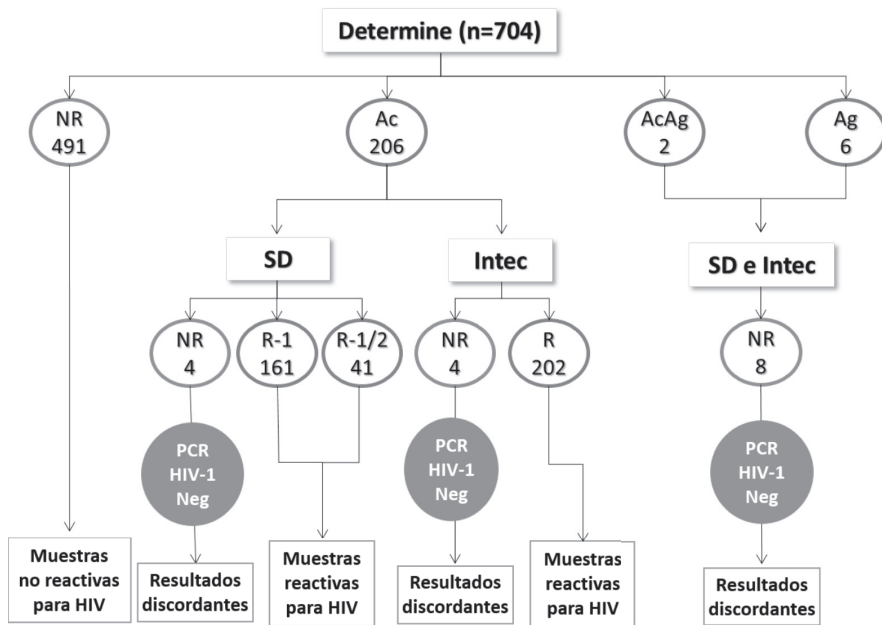 Determine (n=704)
NR
491
Ac
206
AcAg
2
Ag
6
SD
Intec
SD e Intec
NR
4
R-1
161
R-1/2
41
NR
4
R
202
NR
8
PCR
HIV-1
Neg
PCR
HIV-1
Neg
PCR
HIV-1
Neg
Muestras
no reactivas
para HIV
Resultados
discordantes
Muestras
reactivas
para HIV
Resultados
discordantes
Muestras
reactivas
para HIV
Resultados
discordantes